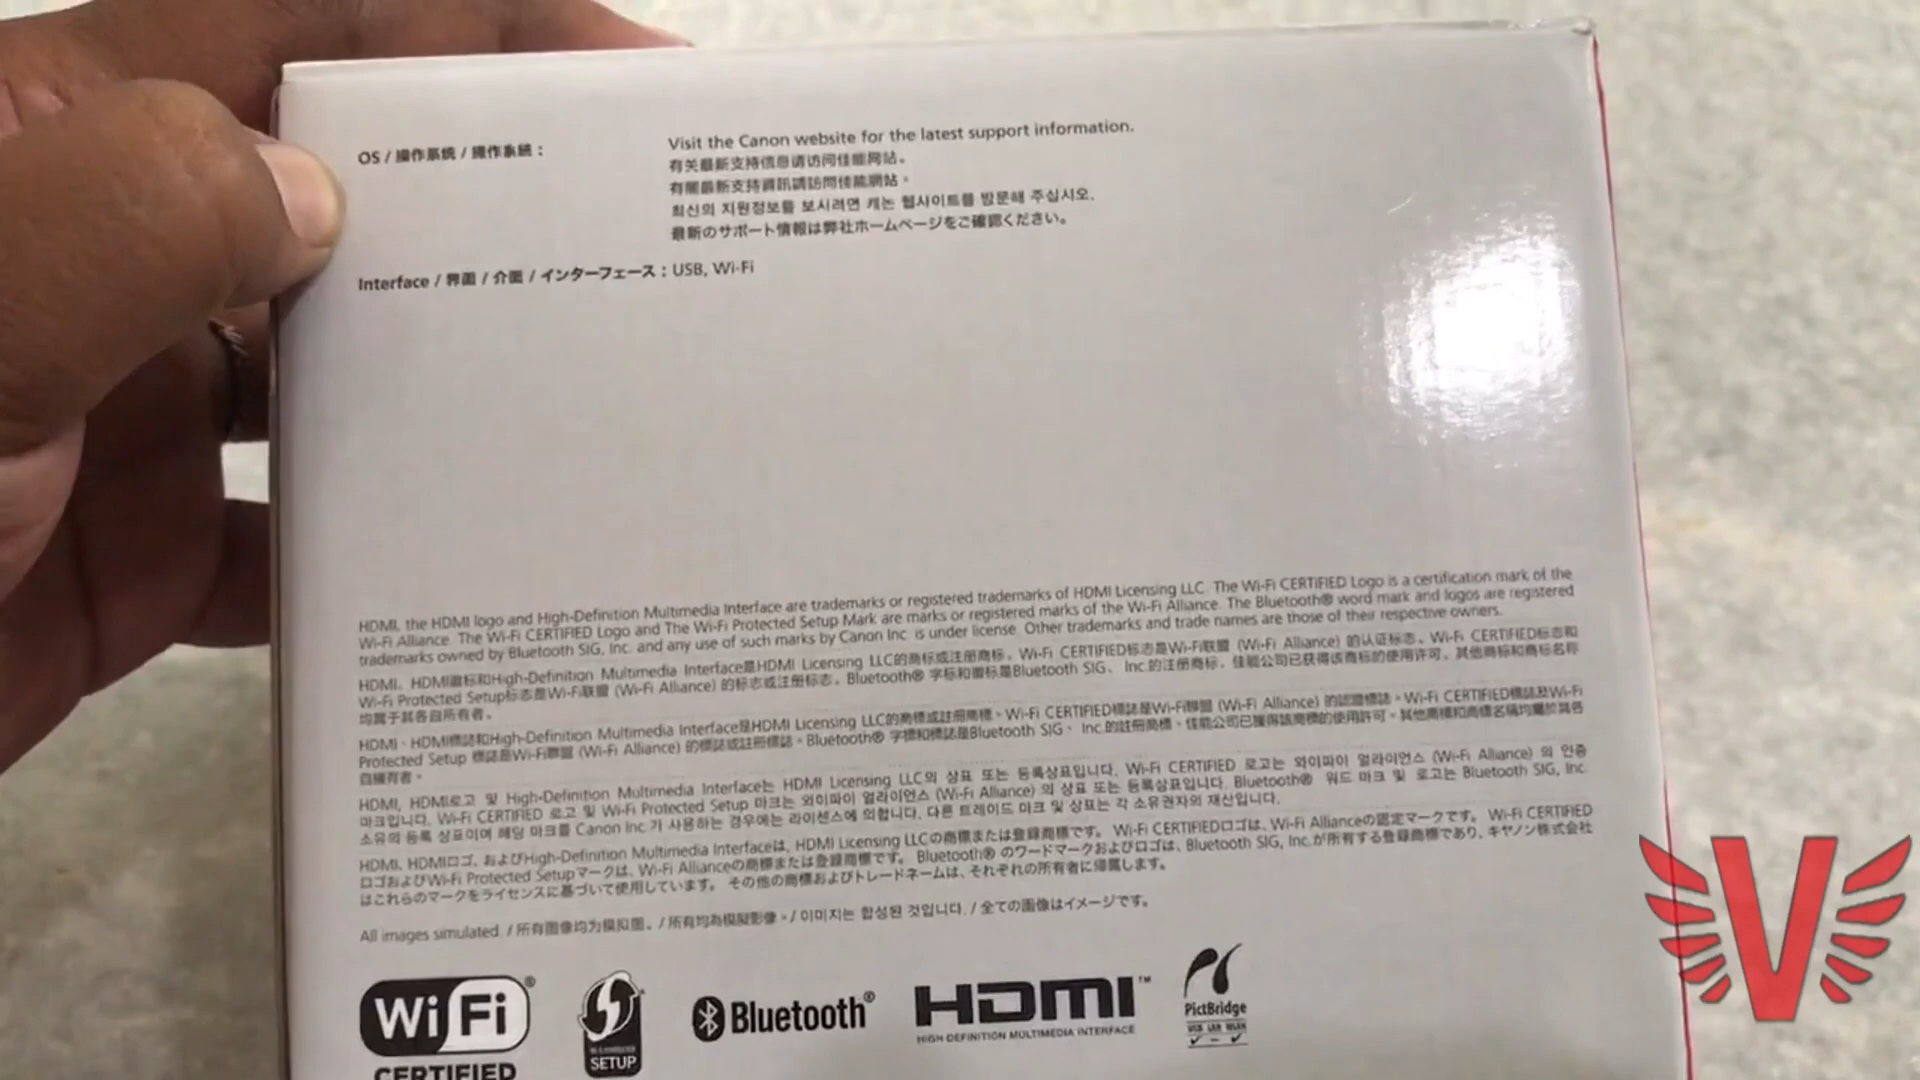 OS / 操作系统 / 操作系統 :
Visit the Canon website for the latest support information.
有关最新支持信息请访问佳能网站。
有關最新支持資訊請訪問佳能網站。
최신의 지원정보를 보시려면 캐논 웹사이트를 방문해 주십시오.
最新のサポート情報は弊社ホームページをご確認ください。
Interface / 界面 / 介面 / インターフェース : USB, Wi-Fi
HDMI, the HDMI logo and High-Definition Multimedia Interface are trademarks or registered trademarks of HDMI Licensing LLC. The Wi-Fi CERTIFIED Logo is a certification mark of the
Wi-Fi Alliance. The Wi-Fi CERTIFIED Logo and The Wi-Fi Protected Setup Mark are marks or registered marks of the Wi-Fi Alliance. The Bluetooth® word mark and logos are registered
trademarks owned by Bluetooth SIG, Inc. and any use of such marks by Canon Inc. is under license. Other trademarks and trade names are those of their respective owners.
HDMI、HDMI徽标和High-Definition Multimedia Interface是HDMI Licensing LLC的商标或注册商标。Wi-Fi CERTIFIED标志是Wi-Fi联盟 (Wi-Fi Alliance) 的认证标志。Wi-Fi CERTIFIED标志和
Wi-Fi Protected Setup标志是Wi-Fi联盟 (Wi-Fi Alliance) 的标志或注册标志。Bluetooth® 字标和徽标是Bluetooth SIG、Inc.的注册商标，佳能公司已获得该商标的使用许可。其他商标和商标名称
均属于其各自所有者。
HDMI、HDMI標誌和High-Definition Multimedia Interface是HDMI Licensing LLC的商標或註冊商標。Wi-Fi CERTIFIED標誌是Wi-Fi聯盟 (Wi-Fi Alliance) 的認證標誌。Wi-Fi CERTIFIED標誌及Wi-Fi
Protected Setup 標誌是Wi-Fi聯盟 (Wi-Fi Alliance) 的標誌或註冊標誌。Bluetooth® 字標和標誌是Bluetooth SIG、Inc.的註冊商標，佳能公司已獲得該商標的使用許可。其他商標和商標名稱均屬於其各
自擁有者。
HDMI, HDMI로고 및 High-Definition Multimedia Interface는 HDMI Licensing LLC의 상표 또는 등록상표입니다. Wi-Fi CERTIFIED 로고는 와이파이 얼라이언스 (Wi-Fi Alliance) 의 인증
마크입니다. Wi-Fi CERTIFIED 로고 및 Wi-Fi Protected Setup 마크는 와이파이 얼라이언스 (Wi-Fi Alliance) 의 상표 또는 등록상표입니다. Bluetooth® 워드 마크 및 로고는 Bluetooth SIG, Inc.
소유의 등록 상표이며 해당 마크를 Canon Inc.가 사용하는 경우에는 라이센스에 의합니다. 다른 트레이드 마크 및 상표는 각 소유권자의 재산입니다.
HDMI、HDMIロゴ、およびHigh-Definition Multimedia Interfaceは、HDMI Licensing LLCの商標または登録商標です。 Wi-Fi CERTIFIEDロゴは、Wi-Fi Allianceの認定マークです。 Wi-Fi CERTIFIED
ロゴおよびWi-Fi Protected Setupマークは、Wi-Fi Allianceの商標または登録商標です。 Bluetooth® のワードマークおよびロゴは、Bluetooth SIG, Inc.が所有する登録商標であり、キヤノン株式会社
はこれらのマークをライセンスに基づいて使用しています。 その他の商標およびトレードネームは、それぞれの所有者に帰属します。
All images simulated. / 所有图像均为模拟图。 / 所有均為模擬影像。 / 이미지는 합성된 것입니다. / 全ての画像はイメージです。
Wi Fi®
CERTIFIED
SETUP
Bluetooth®
HDMI™
HIGH-DEFINITION MULTIMEDIA INTERFACE
PictBridge
USB LAN WLAN
V